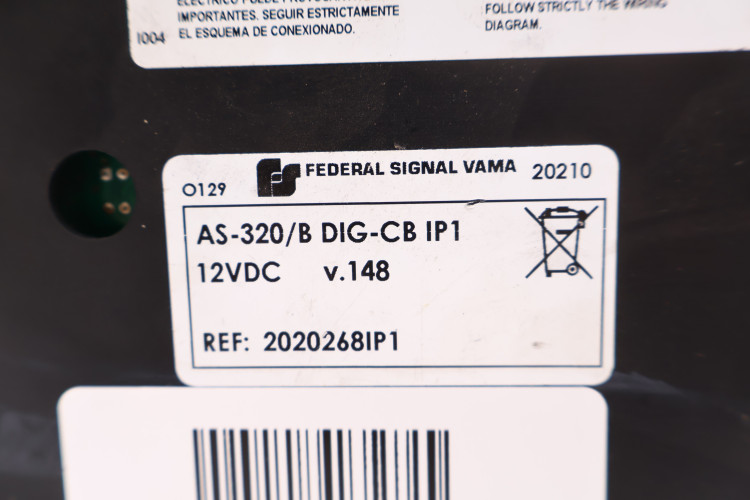 IMPORTANTES. SEGUIR ESTRICTAMENTE
EL ESQUEMA DE CONEXIONADO.
I004
FOLLOW STRICTLY THE WIRING
DIAGRAM.
O129 FEDERAL SIGNAL VAMA 20210
AS-320/B DIG-CB IP1
12VDC v.148
REF: 2020268IP1